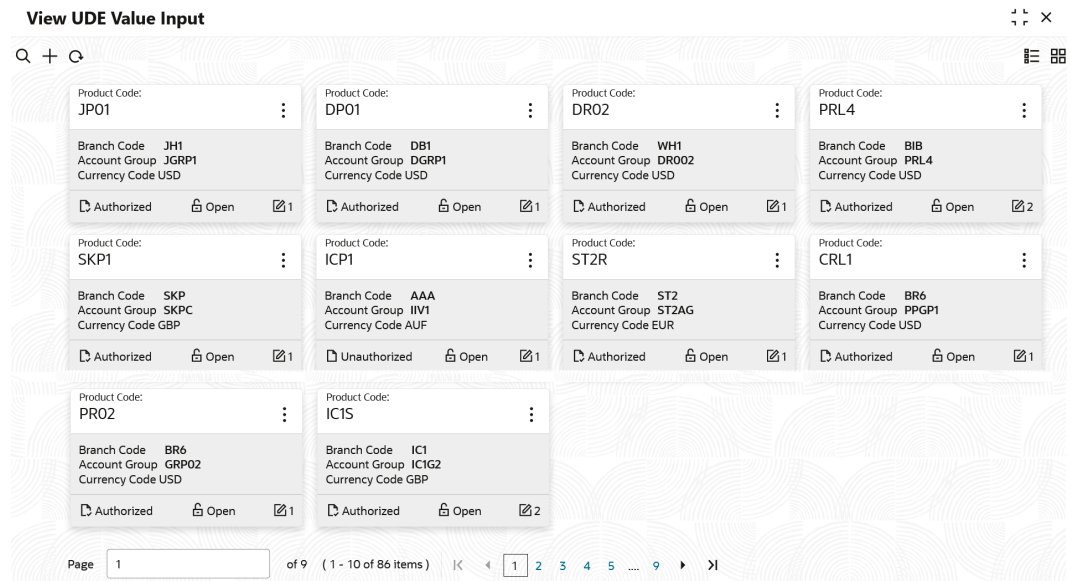 View UDE Value Input
Product Code:
JP01
Branch Code JH1
Account Group JGRP1
Currency Code USD
Authorized Open 1
Product Code:
DP01
Branch Code DB1
Account Group DGRP1
Currency Code USD
Authorized Open 1
Product Code:
DR02
Branch Code WH1
Account Group DR002
Currency Code USD
Authorized Open 1
Product Code:
PRL4
Branch Code BIB
Account Group PRL4
Currency Code USD
Authorized Open 2
Product Code:
SKP1
Branch Code SKP
Account Group SKPC
Currency Code GBP
Authorized Open 1
Product Code:
ICP1
Branch Code AAA
Account Group IIV1
Currency Code AUF
Unauthorized Open 1
Product Code:
ST2R
Branch Code ST2
Account Group ST2AG
Currency Code EUR
Authorized Open 1
Product Code:
CRL1
Branch Code BR6
Account Group PPGP1
Currency Code USD
Authorized Open 1
Product Code:
PR02
Branch Code BR6
Account Group GRP02
Currency Code USD
Authorized Open 1
Product Code:
IC1S
Branch Code IC1
Account Group IC1G2
Currency Code GBP
Authorized Open 2
Page 1 of 9 ( 1 - 10 of 86 items ) 1 2 3 4 5 .... 9